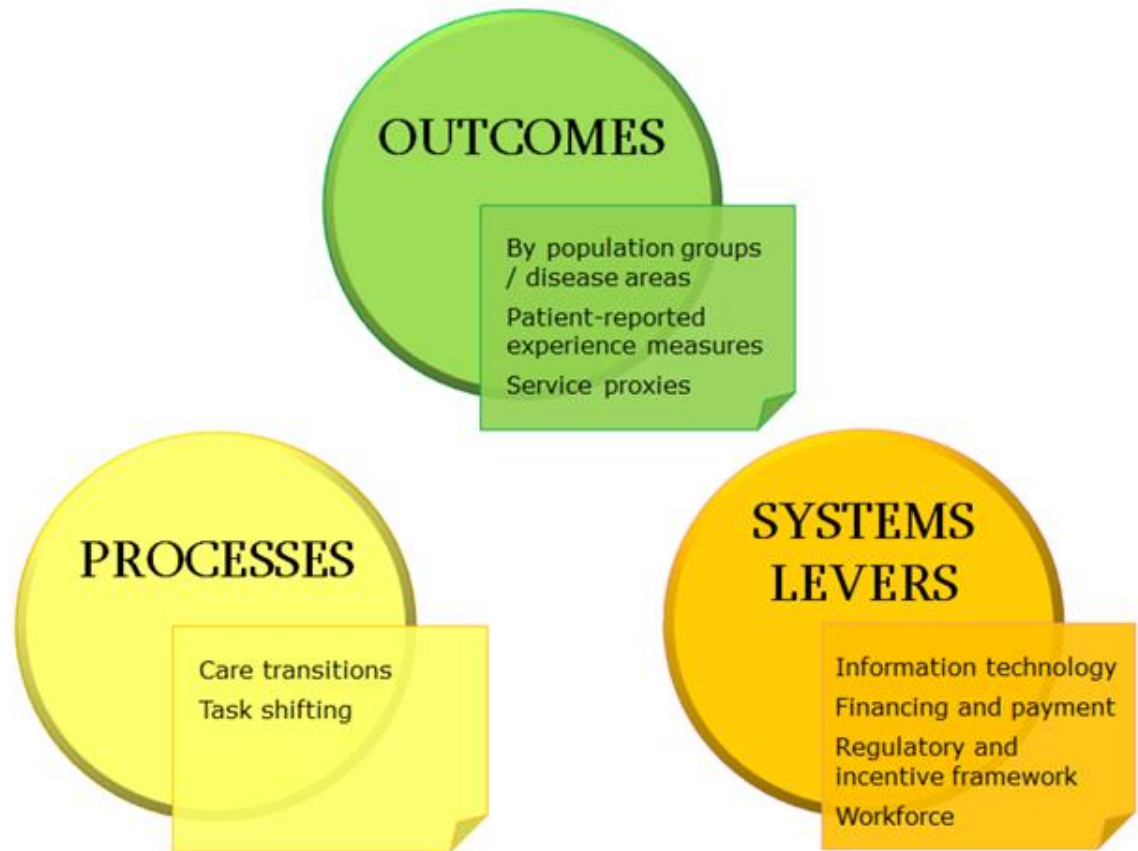 OUTCOMES
By population groups
/ disease areas
Patient-reported
experience measures
Service proxies
PROCESSES
Care transitions
Task shifting
SYSTEMS
LEVERS
Information technology
Financing and payment
Regulatory and
incentive framework
Workforce